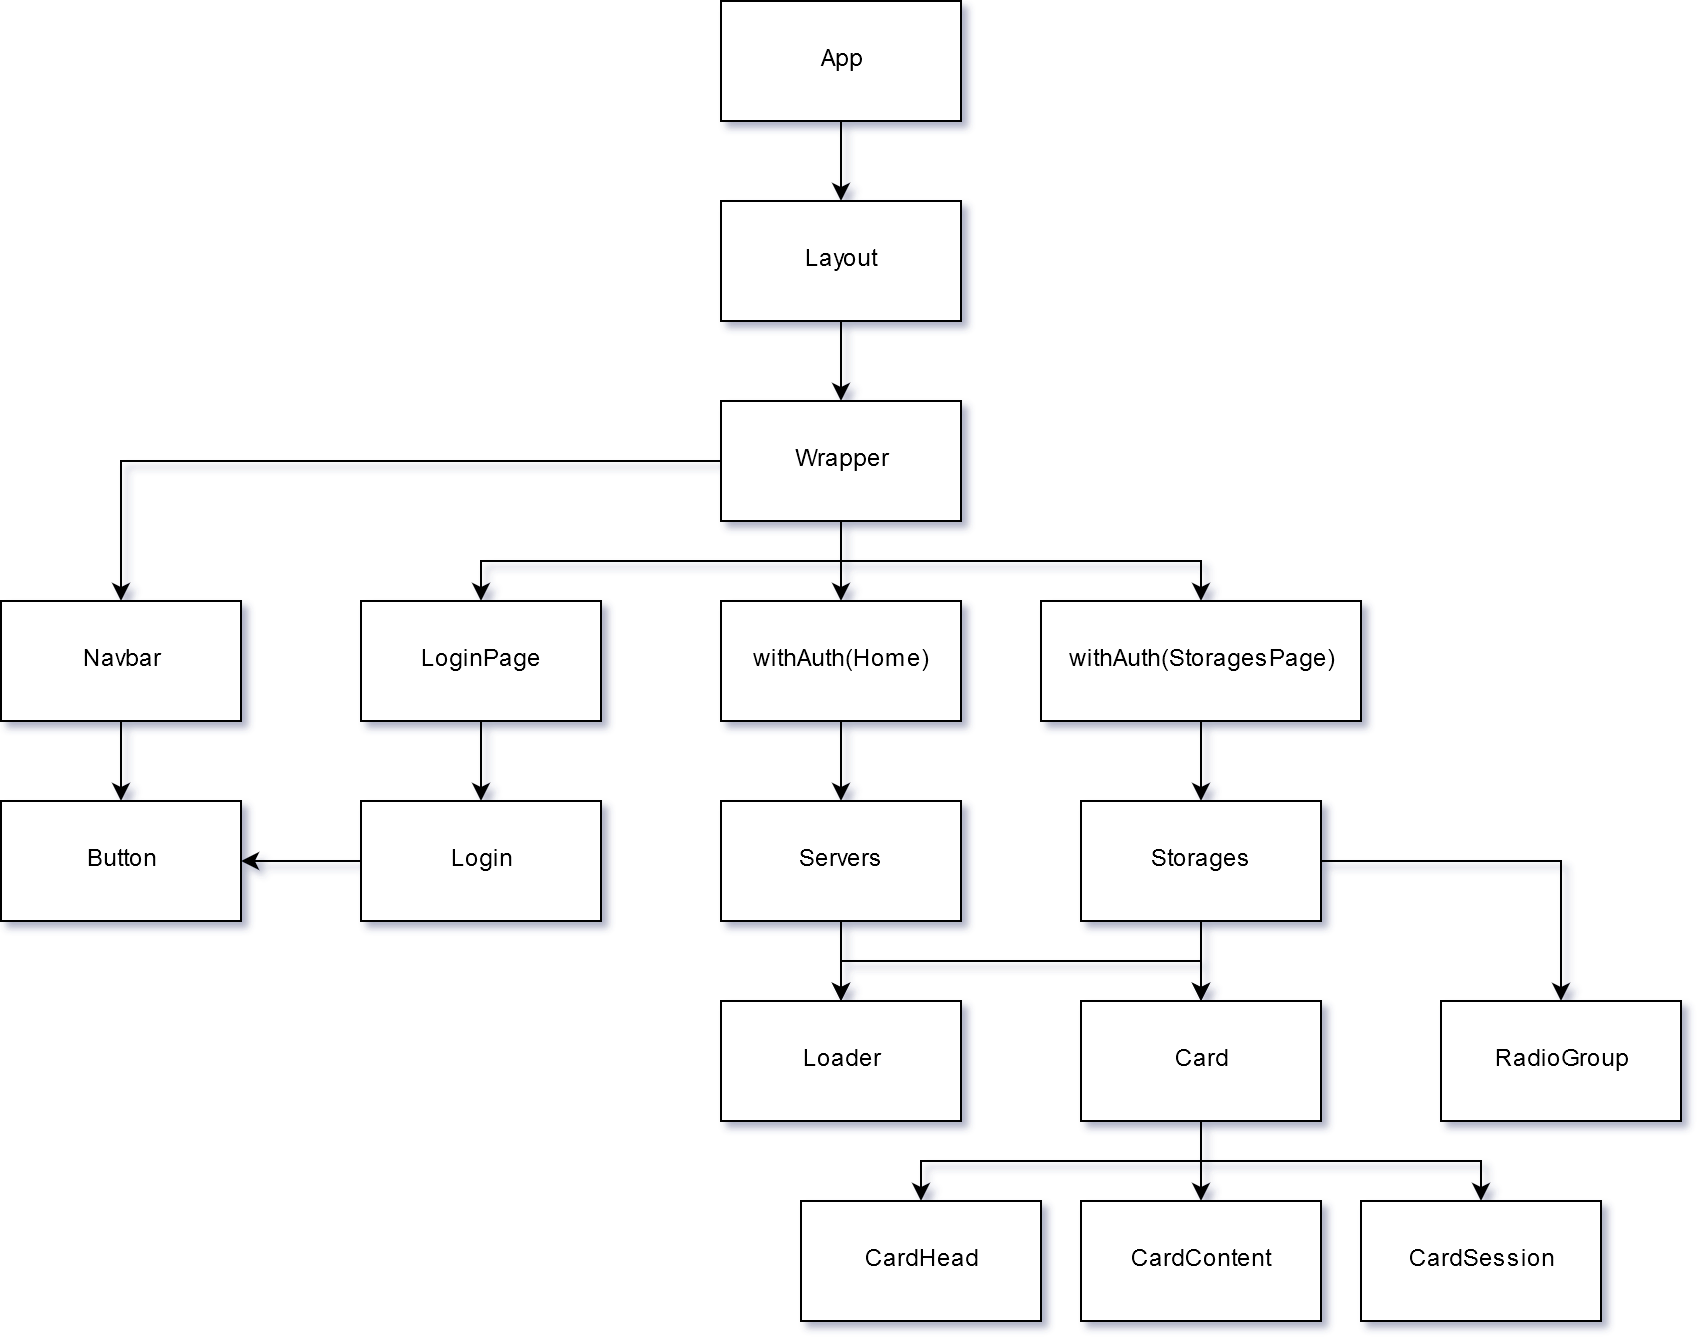 App
Layout
Wrapper
Navbar
LoginPage
withAuth(Home)
withAuth(StoragesPage)
Button
Login
Servers
Storages
Loader
Card
RadioGroup
CardHead
CardContent
CardSession